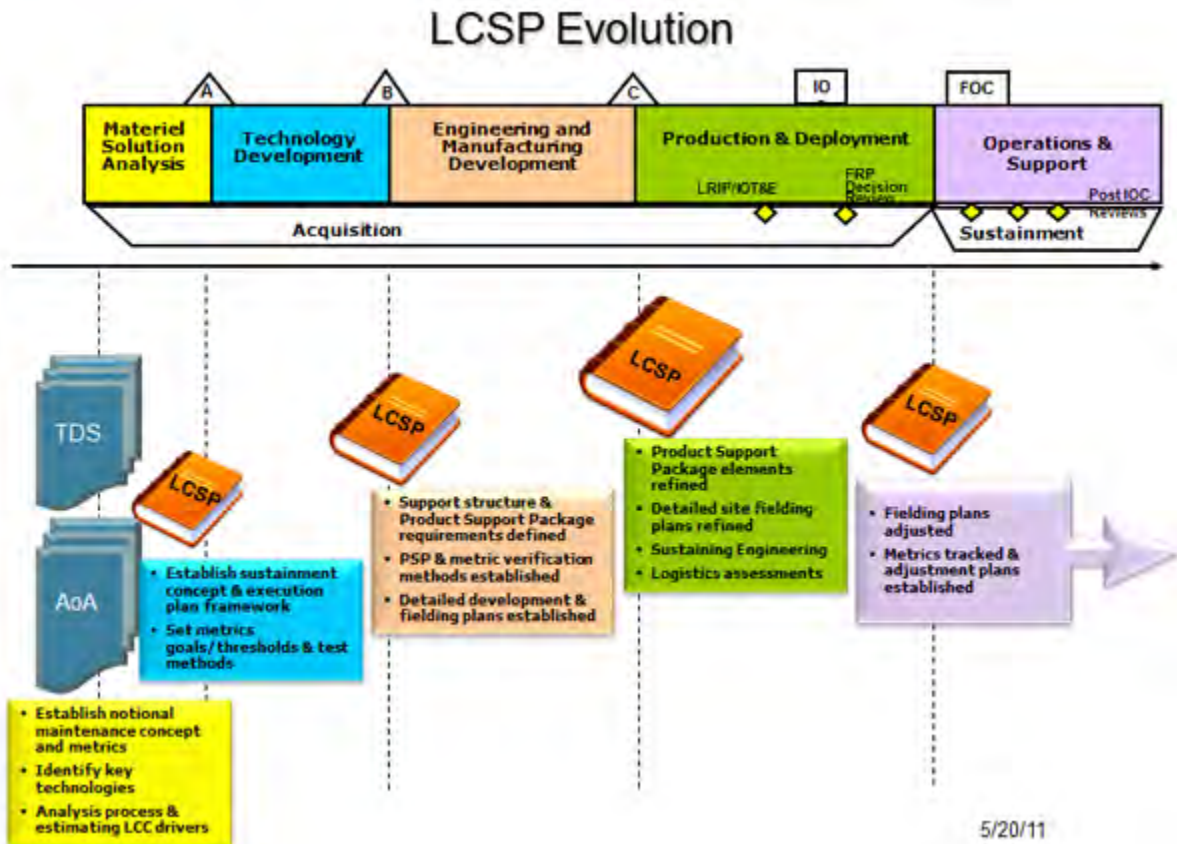 LCSP Evolution
A
B
C
IO
FOC
Materiel
Solution
Analysis
Technology
Development
Engineering and
Manufacturing
Development
Production & Deployment
LRIP/IOT&E
FRP
Decision
Review
Operations &
Support
Post IOC
Reviews
Acquisition
Sustainment
TDS
AoA
LCSP
LCSP
LCSP
LCSP
• Establish notional
maintenance concept
and metrics
• Identify key
technologies
• Analysis process &
estimating LCC drivers
• Establish sustainment
concept & execution
plan framework
• Set metrics
goals/thresholds & test
methods
• Support structure &
Product Support Package
requirements defined
• PSP & metric verification
methods established
• Detailed development &
fielding plans established
• Product Support
Package elements
refined
• Detailed site fielding
plans refined
• Sustaining Engineering
• Logistics assessments
• Fielding plans
adjusted
• Metrics tracked &
adjustment plans
established
5/20/11